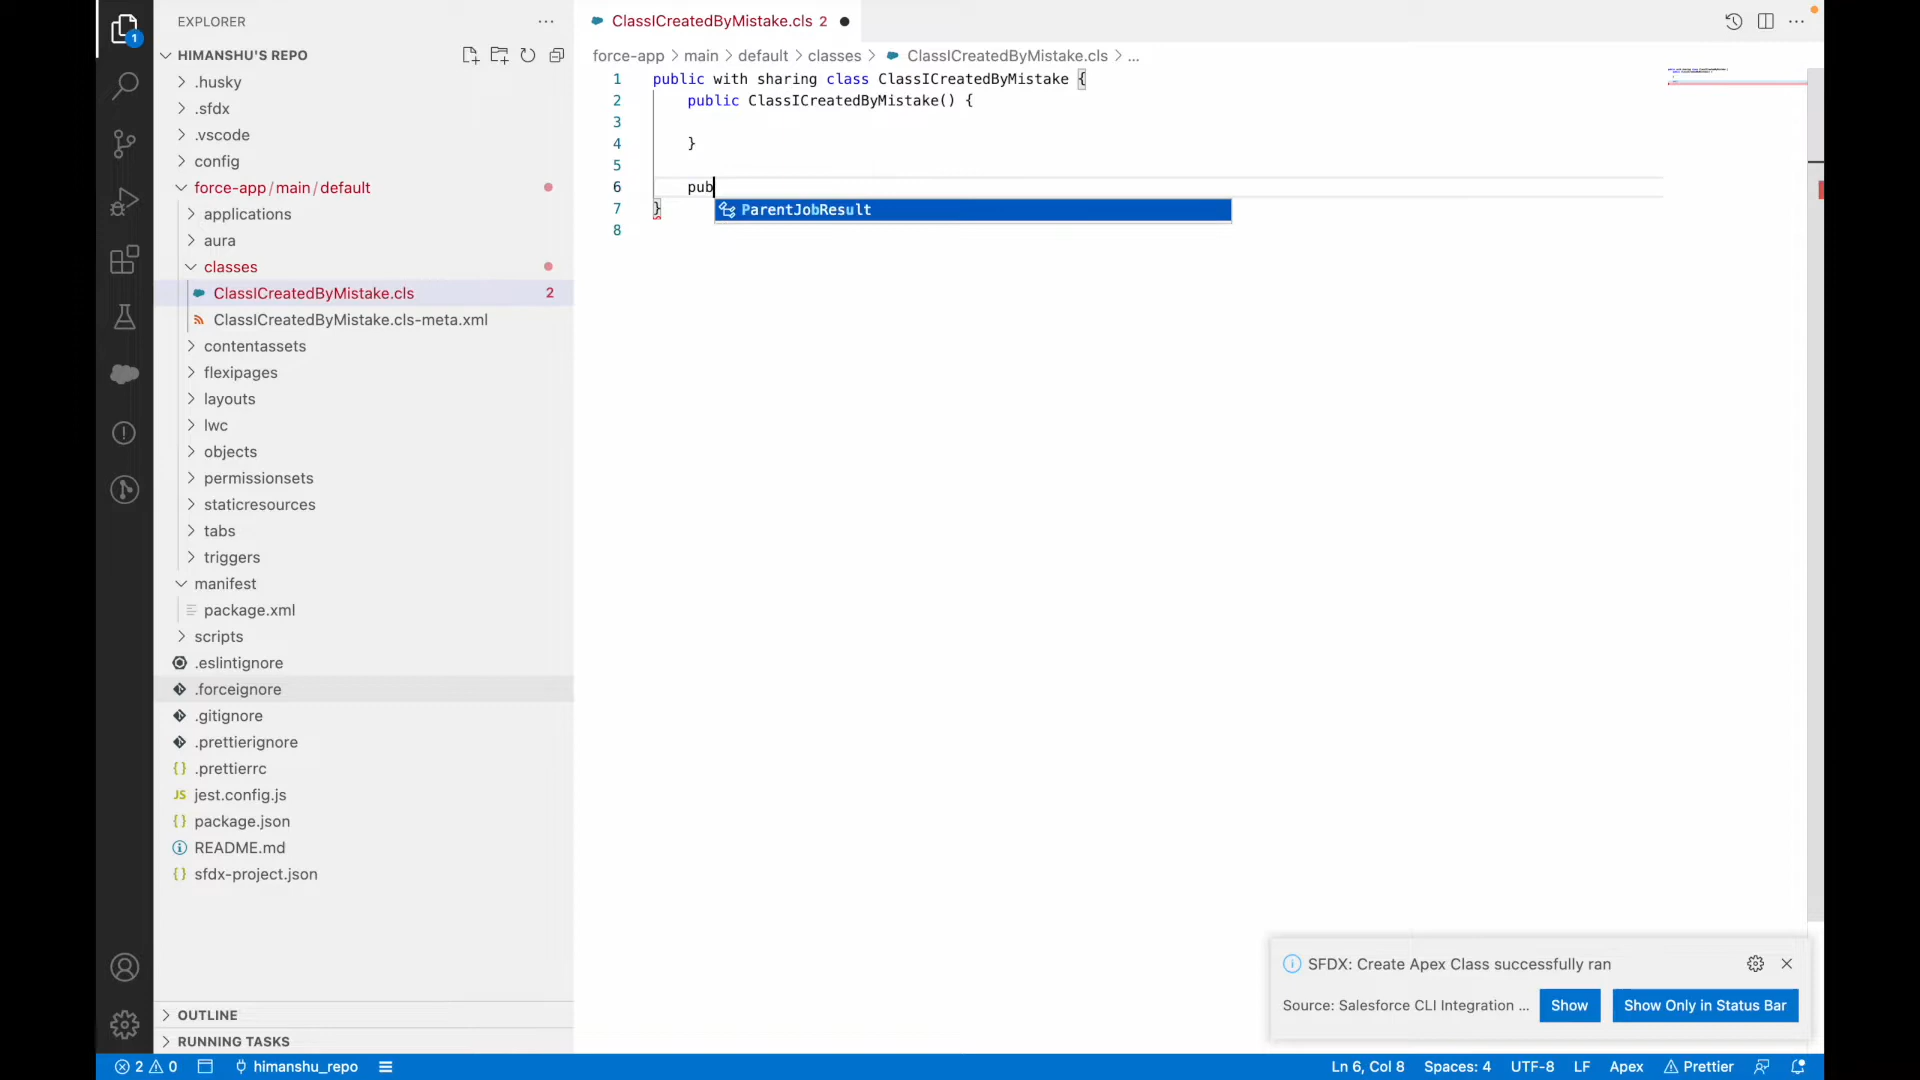 1
EXPLORER
HIMANSHU'S REPO
.husky
.sfdx
.vscode
config
force-app/main/default
applications
aura
classes
ClassICreatedByMistake.cls 2
ClassICreatedByMistake.cls-meta.xml
contentassets
flexipages
layouts
lwc
objects
permissionsets
staticresources
tabs
triggers
manifest
package.xml
scripts
.eslintignore
.forceignore
.gitignore
.prettierignore
{} .prettierrc
JS jest.config.js
{} package.json
README.md
{} sfdx-project.json
OUTLINE
RUNNING TASKS
ClassICreatedByMistake.cls 2
force-app > main > default > classes > ClassICreatedByMistake.cls > ...
1 public with sharing class ClassICreatedByMistake {
2 public ClassICreatedByMistake() {
3
4 }
5
6 pub
7 }
8
ParentJobResult
SFDX: Create Apex Class successfully ran
Source: Salesforce CLI Integration ...
Show
Show Only in Status Bar
2 0 himanshu_repo
Ln 6, Col 8 Spaces: 4 UTF-8 LF Apex Prettier